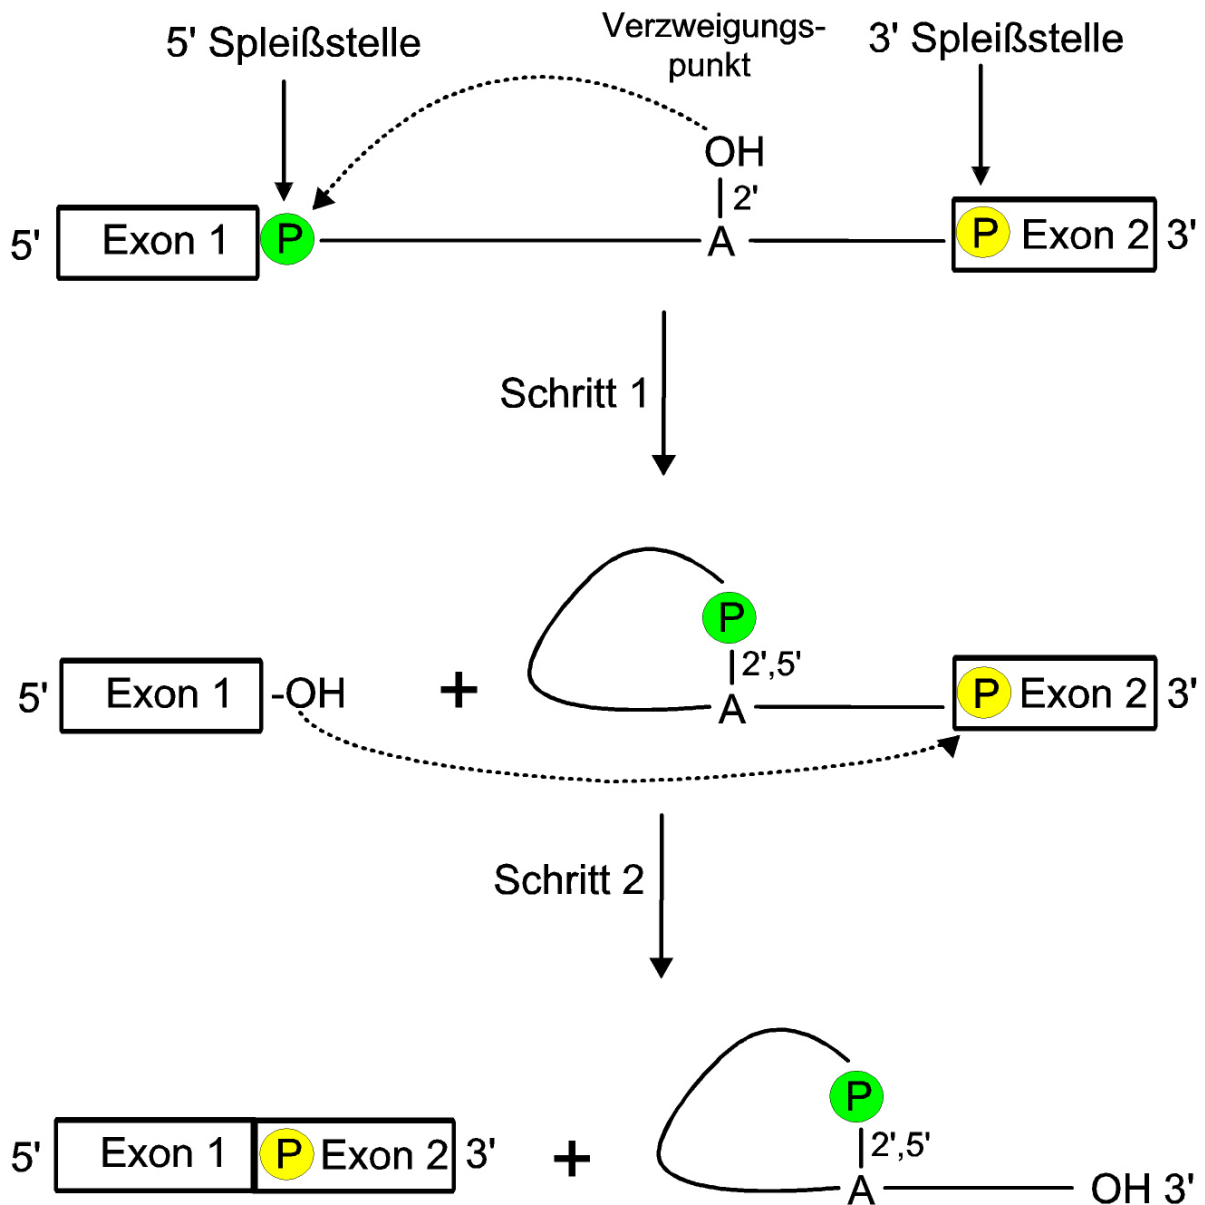 5' Spleißstelle
Verzweigungs-
punkt
3' Spleißstelle
OH
2'
5' Exon 1 P A P Exon 2 3'
Schritt 1
P
2',5'
5' Exon 1 -OH + A P Exon 2 3'
Schritt 2
P
2',5'
5' Exon 1 P Exon 2 3' + A OH 3'